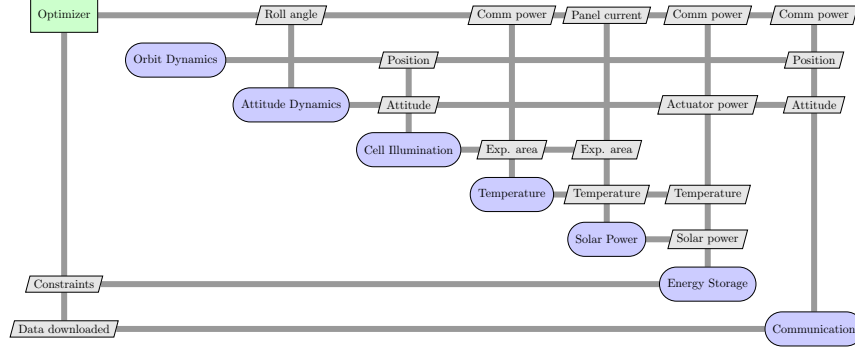 Optimizer
Roll angle
Comm power
Panel current
Comm power
Comm power
Orbit Dynamics
Position
Position
Attitude Dynamics
Attitude
Actuator power
Attitude
Cell Illumination
Exp. area
Exp. area
Temperature
Temperature
Temperature
Solar Power
Solar power
Constraints
Energy Storage
Data downloaded
Communication